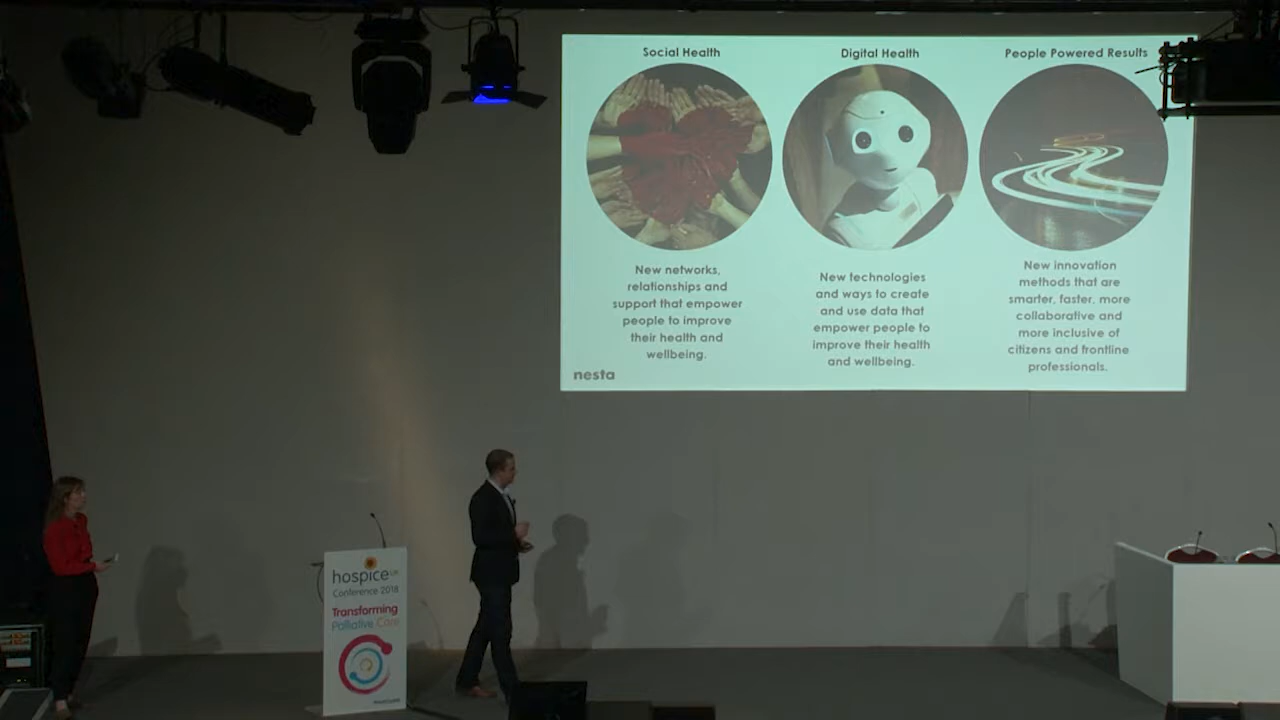 Social Health
New networks,
relationships and
support that empower
people to improve
their health and
wellbeing.
Digital Health
New technologies
and ways to create
and use data that
empower people to
improve their health
and wellbeing.
People Powered Results
New innovation
methods that are
smarter, faster, more
collaborative and
more inclusive of
citizens and frontline
professionals.
nesta
hospice UK
Conference 2018
Transforming
Palliative Care